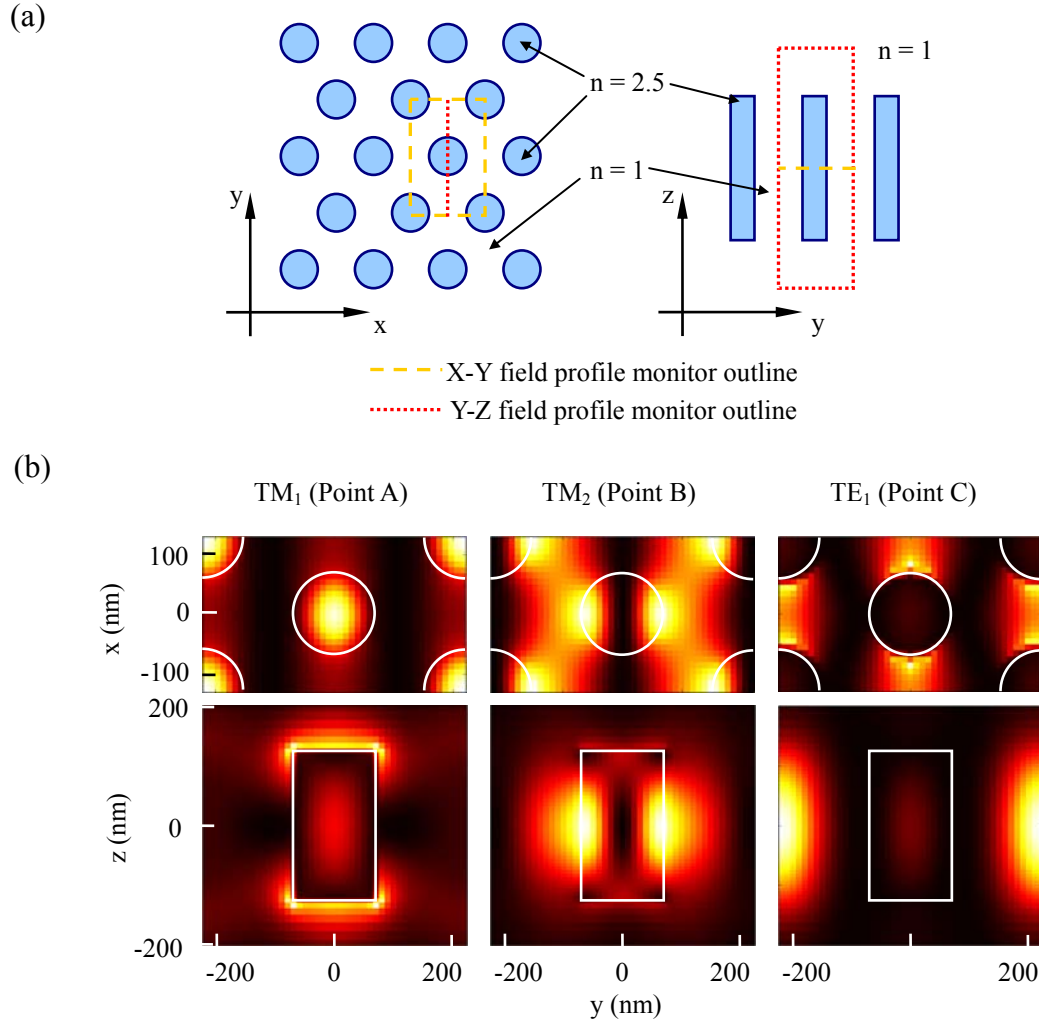 (a)
n = 1
n = 2.5
n = 1
y
x
z
y
X-Y field profile monitor outline
Y-Z field profile monitor outline
(b)
TM₁ (Point A)
TM₂ (Point B)
TE₁ (Point C)
x (nm)
100
0
-100
z (nm)
200
0
-200
-200 0 200
-200 0 200
-200 0 200
y (nm)